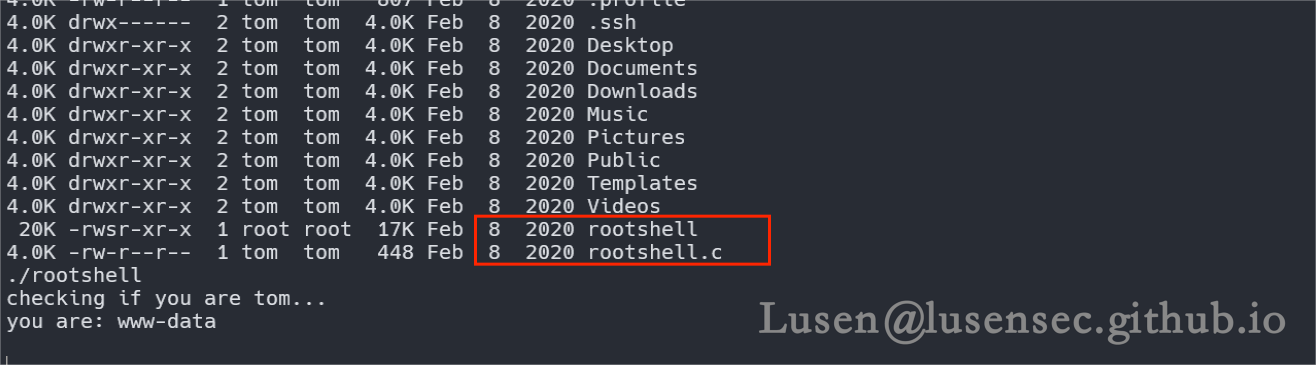 4.0K -rw-r--r--  1 tom  tom   807 Feb  8  2020 .profile
4.0K drwx------  2 tom  tom  4.0K Feb  8  2020 .ssh
4.0K drwxr-xr-x  2 tom  tom  4.0K Feb  8  2020 Desktop
4.0K drwxr-xr-x  2 tom  tom  4.0K Feb  8  2020 Documents
4.0K drwxr-xr-x  2 tom  tom  4.0K Feb  8  2020 Downloads
4.0K drwxr-xr-x  2 tom  tom  4.0K Feb  8  2020 Music
4.0K drwxr-xr-x  2 tom  tom  4.0K Feb  8  2020 Pictures
4.0K drwxr-xr-x  2 tom  tom  4.0K Feb  8  2020 Public
4.0K drwxr-xr-x  2 tom  tom  4.0K Feb  8  2020 Templates
4.0K drwxr-xr-x  2 tom  tom  4.0K Feb  8  2020 Videos
 20K -rwsr-xr-x  1 root root  17K Feb  8  2020 rootshell
4.0K -rw-r--r--  1 tom  tom   448 Feb  8  2020 rootshell.c
./rootshell
checking if you are tom...
you are: www-data
Lusen@lusensec.github.io